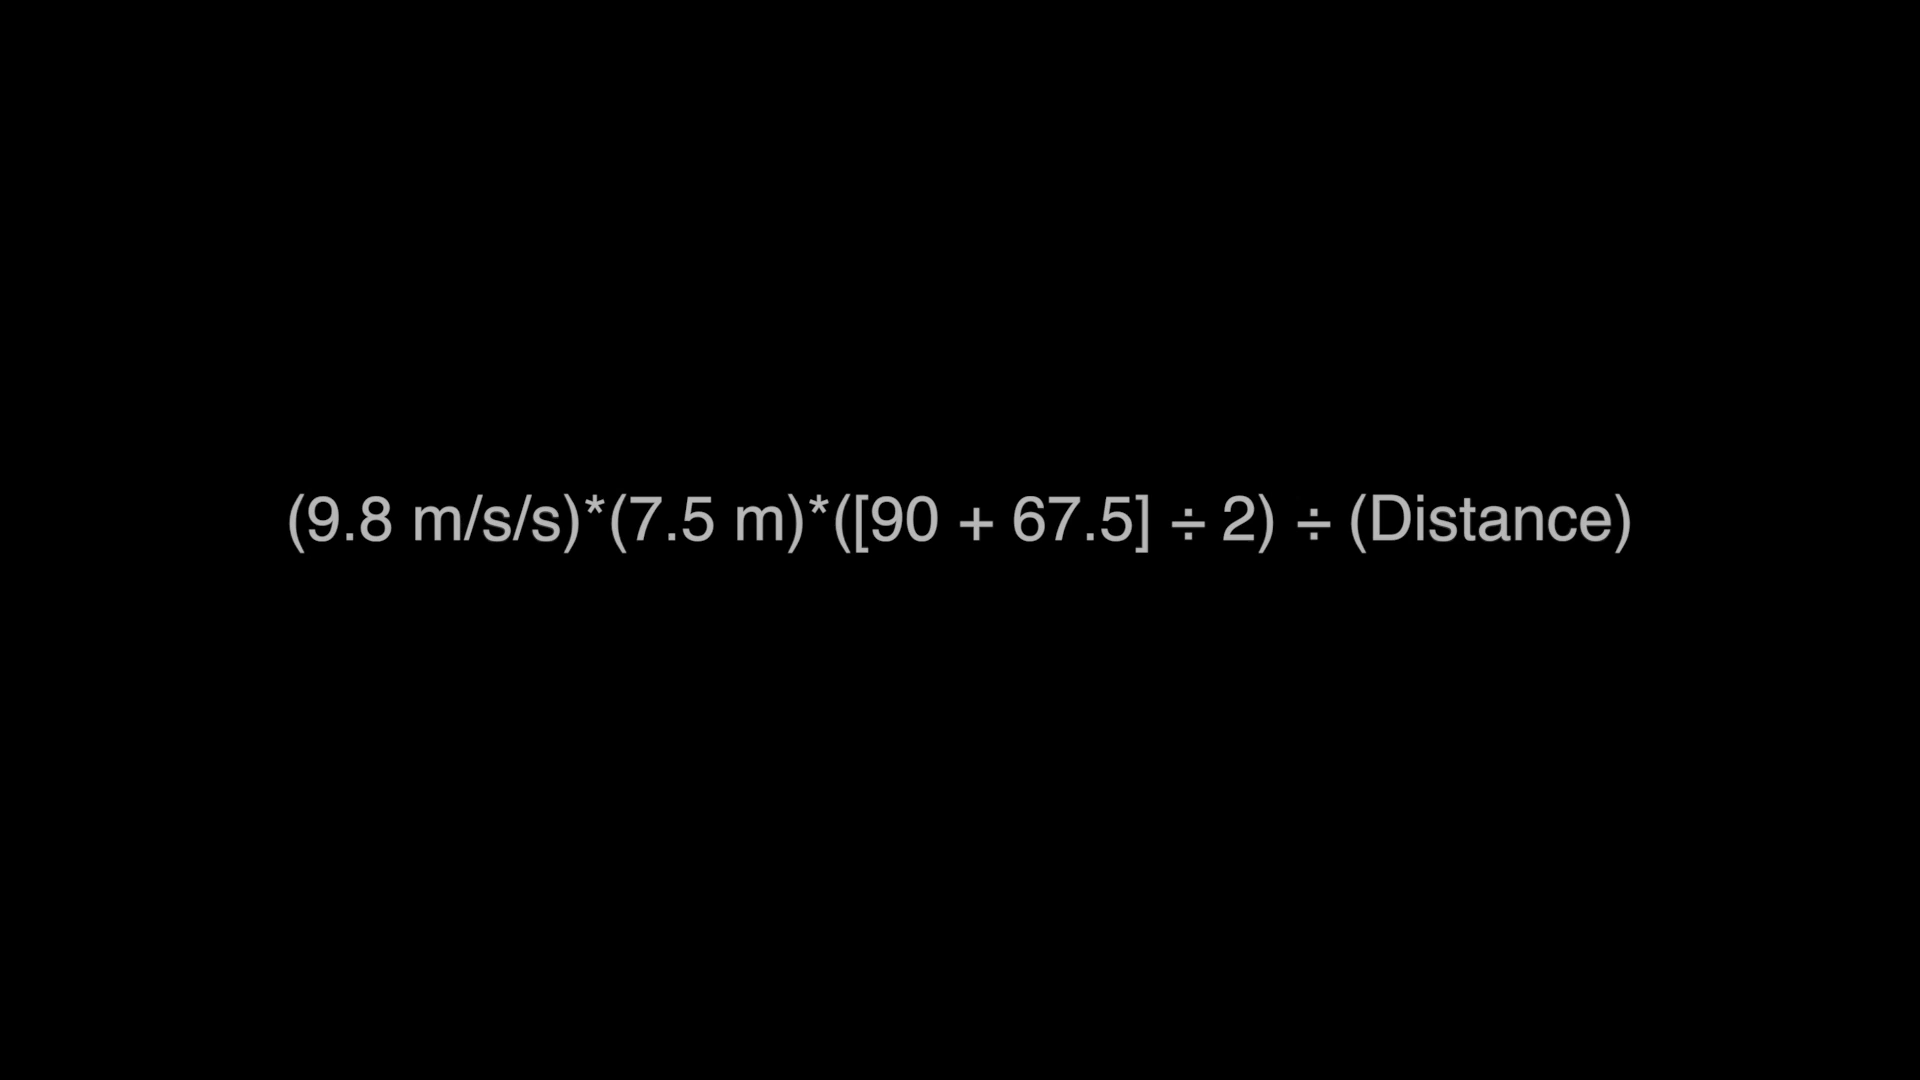 (9.8 m/s/s)*(7.5 m)*([90 + 67.5] ÷ 2) ÷ (Distance)